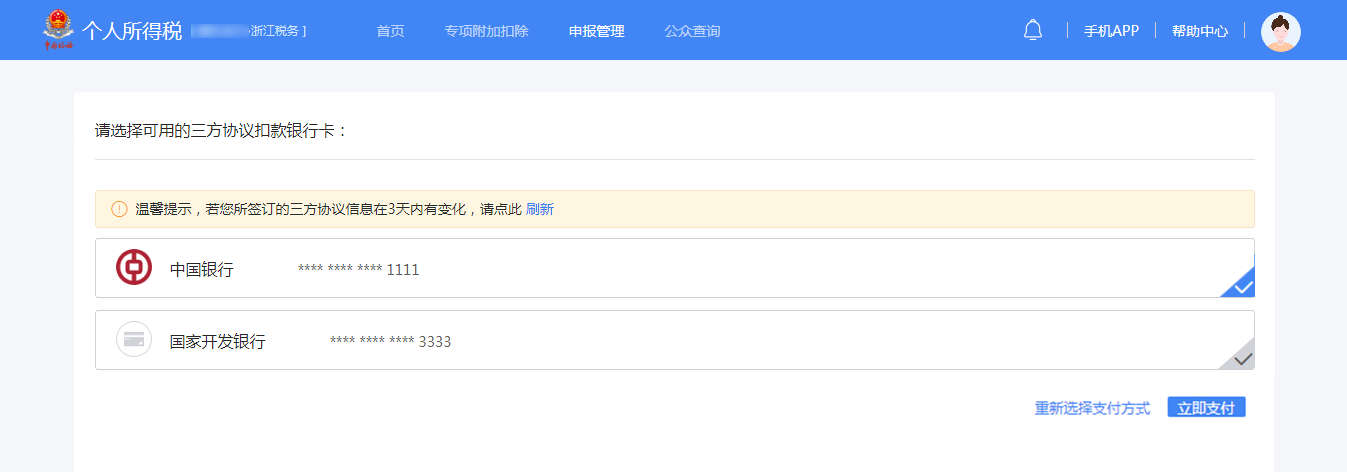 个人所得税 浙江税务 ] 首页 专项附加扣除 申报管理 公众查询 手机APP 帮助中心
请选择可用的三方协议扣款银行卡：
温馨提示，若您所签订的三方协议信息在3天内有变化，请点此 刷新
中国银行 **** **** **** 1111
国家开发银行 **** **** **** 3333
重新选择支付方式 立即支付